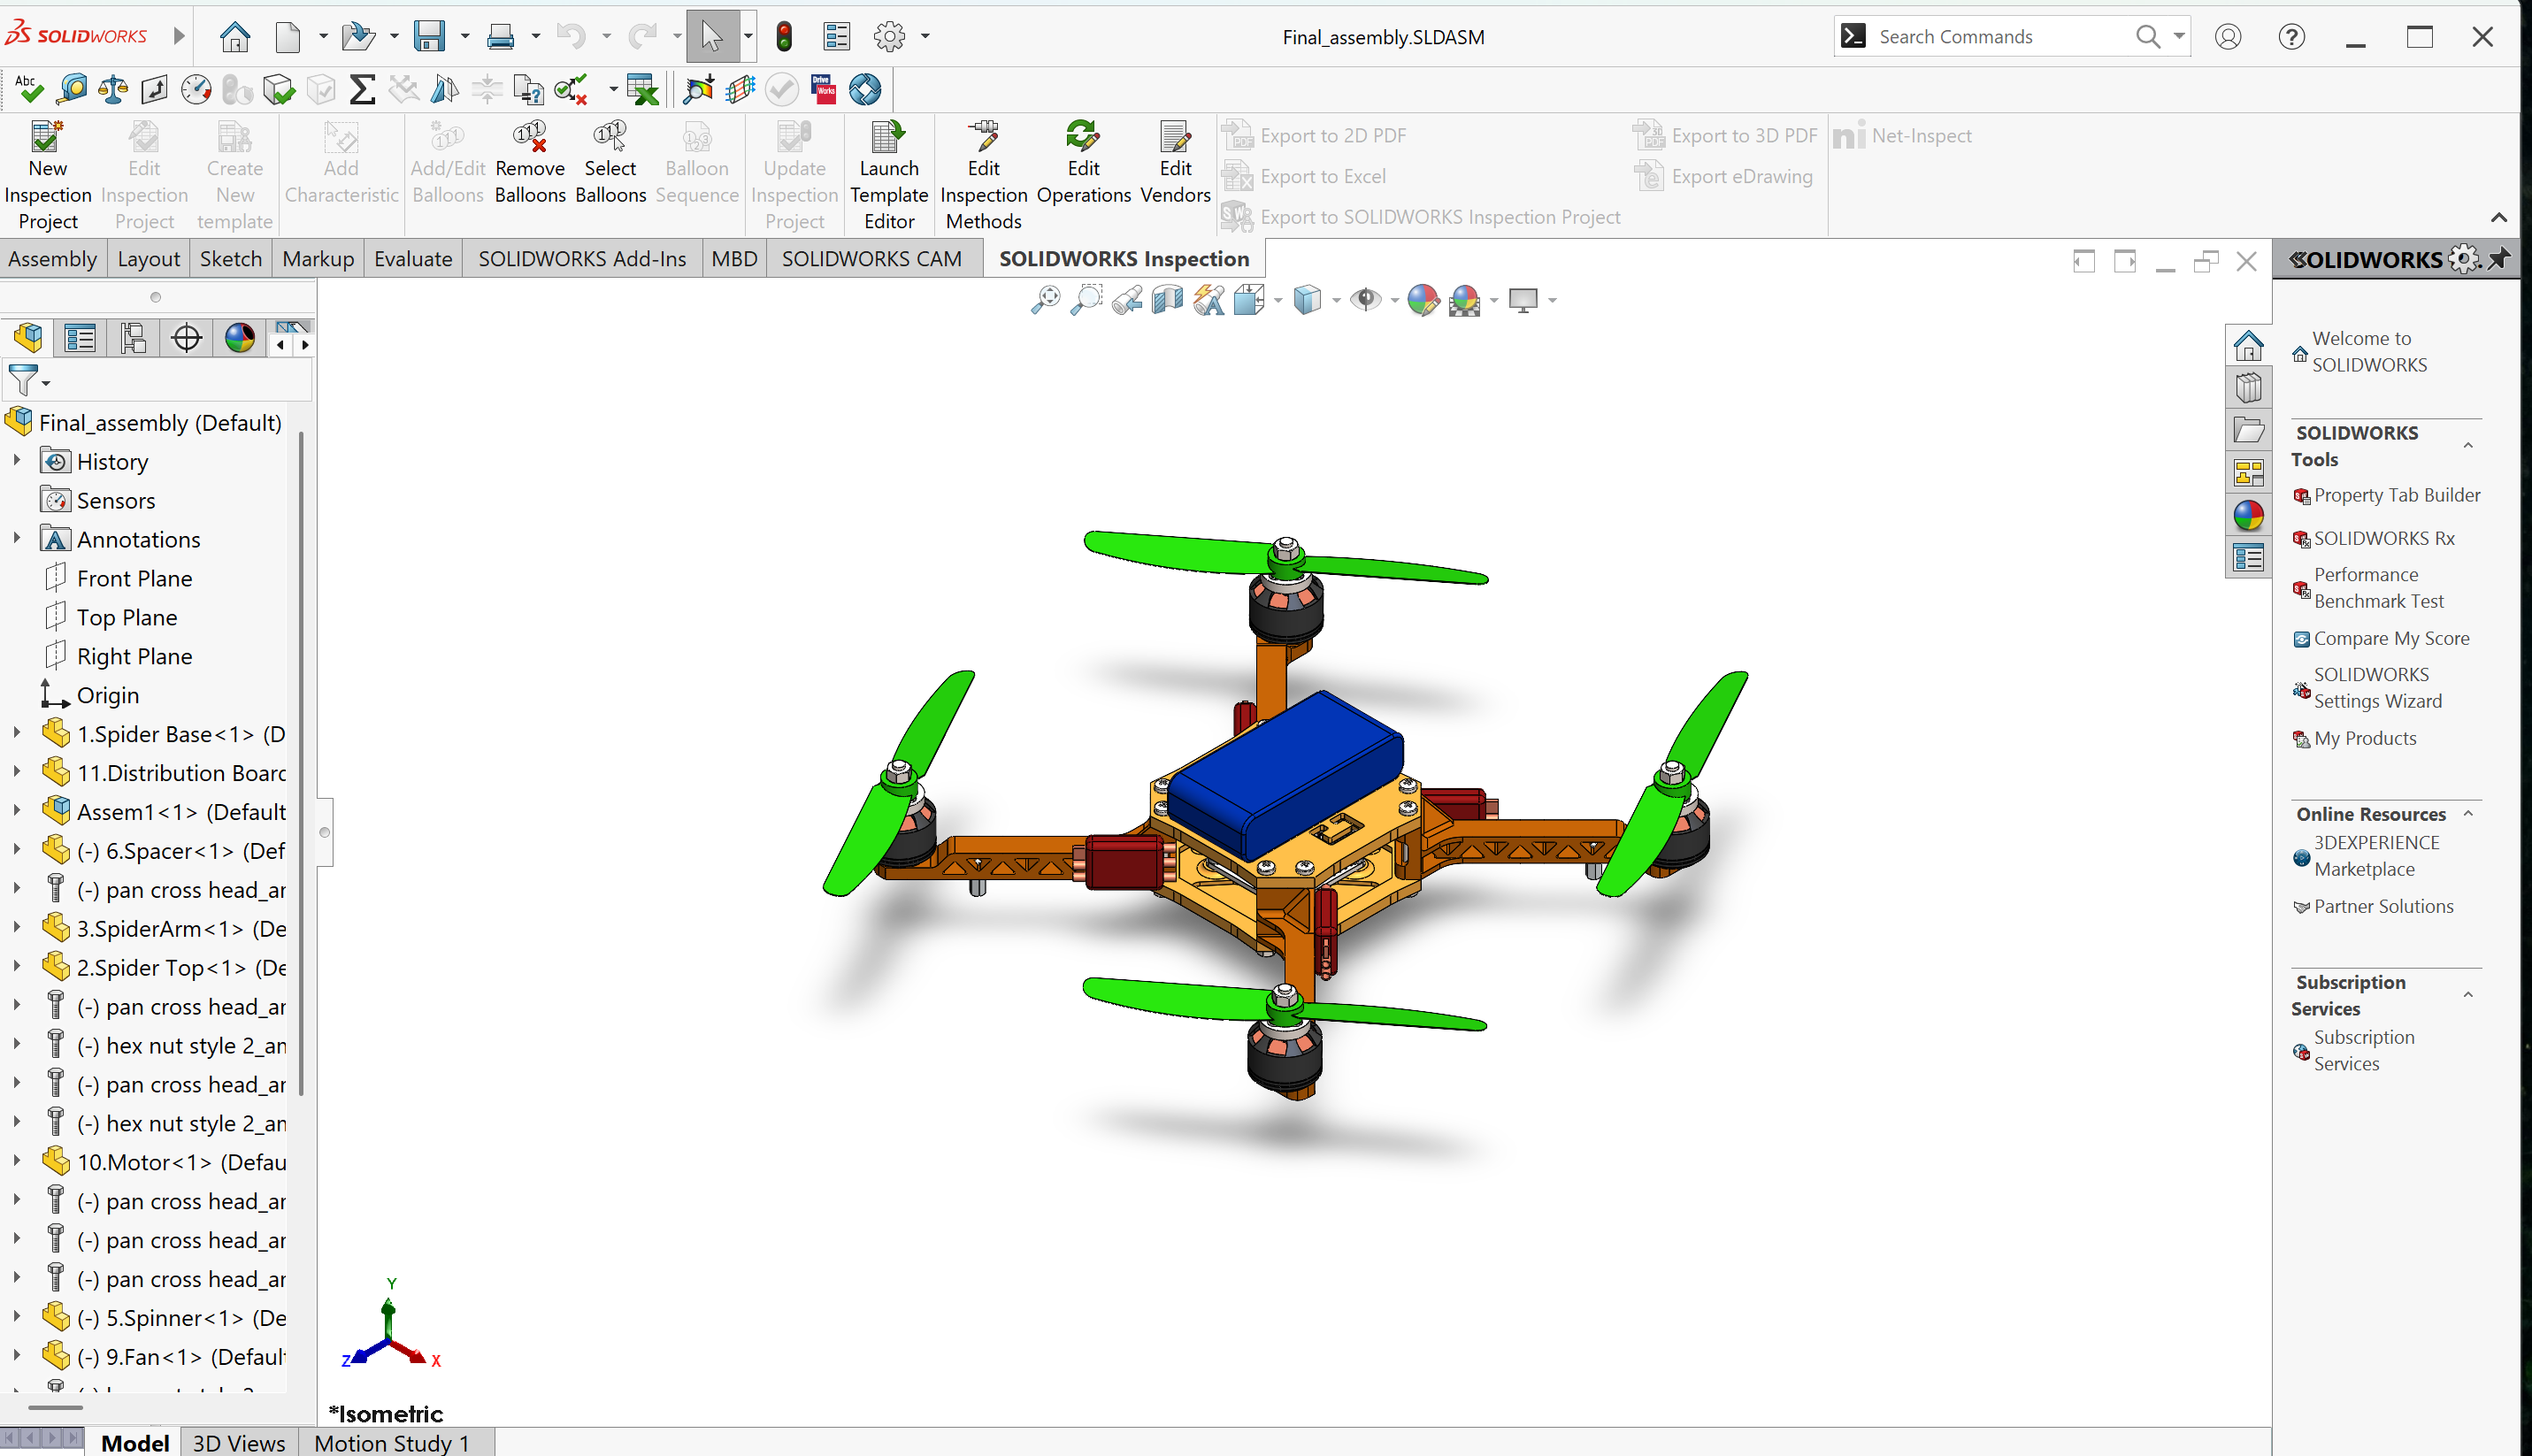 SOLIDWORKS
Final_assembly.SLDASM
Search Commands
Abc
Drive
Works
New Inspection Project
Edit Inspection Project
Create New template
Add Characteristic
Add/Edit Balloons
Remove Balloons
Select Balloons
Balloon Sequence
Update Inspection Project
Launch Template Editor
Edit Inspection Methods
Edit Operations
Edit Vendors
Export to 2D PDF
Export to Excel
Export to SOLIDWORKS Inspection Project
Export to 3D PDF
Export eDrawing
Net-Inspect
Assembly
Layout
Sketch
Markup
Evaluate
SOLIDWORKS Add-Ins
MBD
SOLIDWORKS CAM
SOLIDWORKS Inspection
Final_assembly (Default)
History
Sensors
Annotations
Front Plane
Top Plane
Right Plane
Origin
1.Spider Base<1> (D
11.Distribution Board
Assem1<1> (Default
(-) 6.Spacer<1> (Def
(-) pan cross head_ar
3.SpiderArm<1> (De
2.Spider Top<1> (De
(-) pan cross head_ar
(-) hex nut style 2_an
(-) pan cross head_ar
(-) hex nut style 2_an
10.Motor<1> (Defau
(-) pan cross head_ar
(-) pan cross head_ar
(-) pan cross head_ar
(-) 5.Spinner<1> (De
(-) 9.Fan<1> (Default
Y
Z
X
*Isometric
Model
3D Views
Motion Study 1
SOLIDWORKS
Welcome to
SOLIDWORKS
SOLIDWORKS
Tools
Property Tab Builder
SOLIDWORKS Rx
Performance
Benchmark Test
Compare My Score
SOLIDWORKS
Settings Wizard
My Products
Online Resources
3DEXPERIENCE
Marketplace
Partner Solutions
Subscription
Services
Subscription
Services